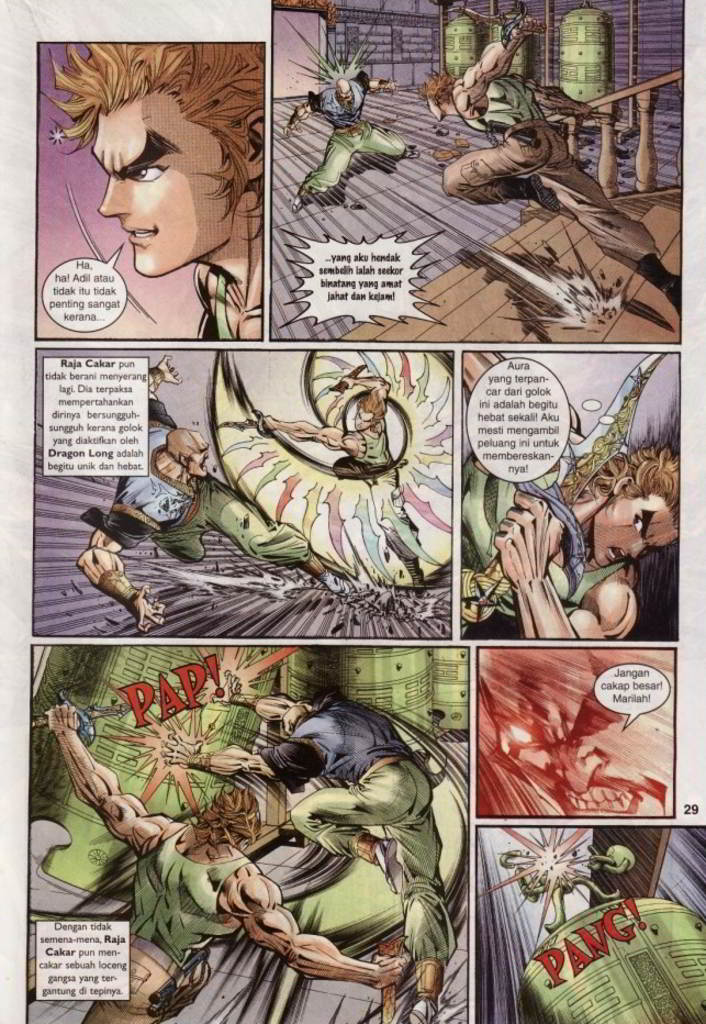 Ha,
ha! Adil atau
tidak itu tidak
penting sangat
kerana...
...yang aku hendak
sembelih ialah seekor
binatang yang amat
jahat dan kejam!
Raja Cakar pun
tidak berani menyerang
lagi. Dia terpaksa
mempertahankan
dirinya bersungguh-
sungguh kerana golok
yang diaktifkan oleh
Dragon Long adalah
begitu unik dan hebat.
Aura
yang terpan-
car dari golok
ini adalah begitu
hebat sekali! Aku
mesti mengambil
peluang ini untuk
membereskan-
nya!
PAP!
Dengan tidak
semena-mena, Raja
Cakar pun men-
cakar sebuah loceng
gangsa yang ter-
gantung di tepinya.
Jangan
cakap besar!
Marilah!
29
PANG!